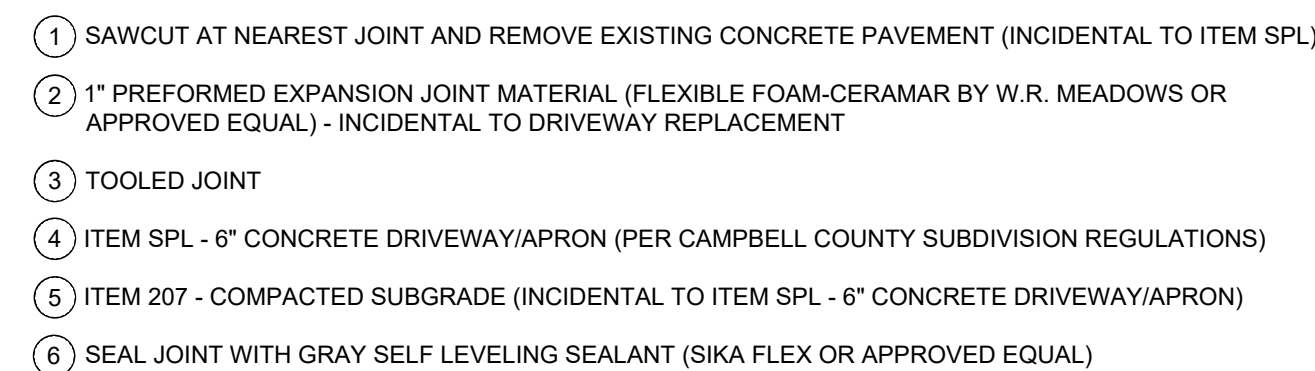 1 SAWCUT AT NEAREST JOINT AND REMOVE EXISTING CONCRETE PAVEMENT (INCIDENTAL TO ITEM SPL)
2 1" PREFORMED EXPANSION JOINT MATERIAL (FLEXIBLE FOAM-CERAMAR BY W.R. MEADOWS OR
APPROVED EQUAL) - INCIDENTAL TO DRIVEWAY REPLACEMENT
3 TOOLED JOINT
4 ITEM SPL - 6" CONCRETE DRIVEWAY/APRON (PER CAMPBELL COUNTY SUBDIVISION REGULATIONS)
5 ITEM 207 - COMPACTED SUBGRADE (INCIDENTAL TO ITEM SPL - 6" CONCRETE DRIVEWAY/APRON)
6 SEAL JOINT WITH GRAY SELF LEVELING SEALANT (SIKA FLEX OR APPROVED EQUAL)